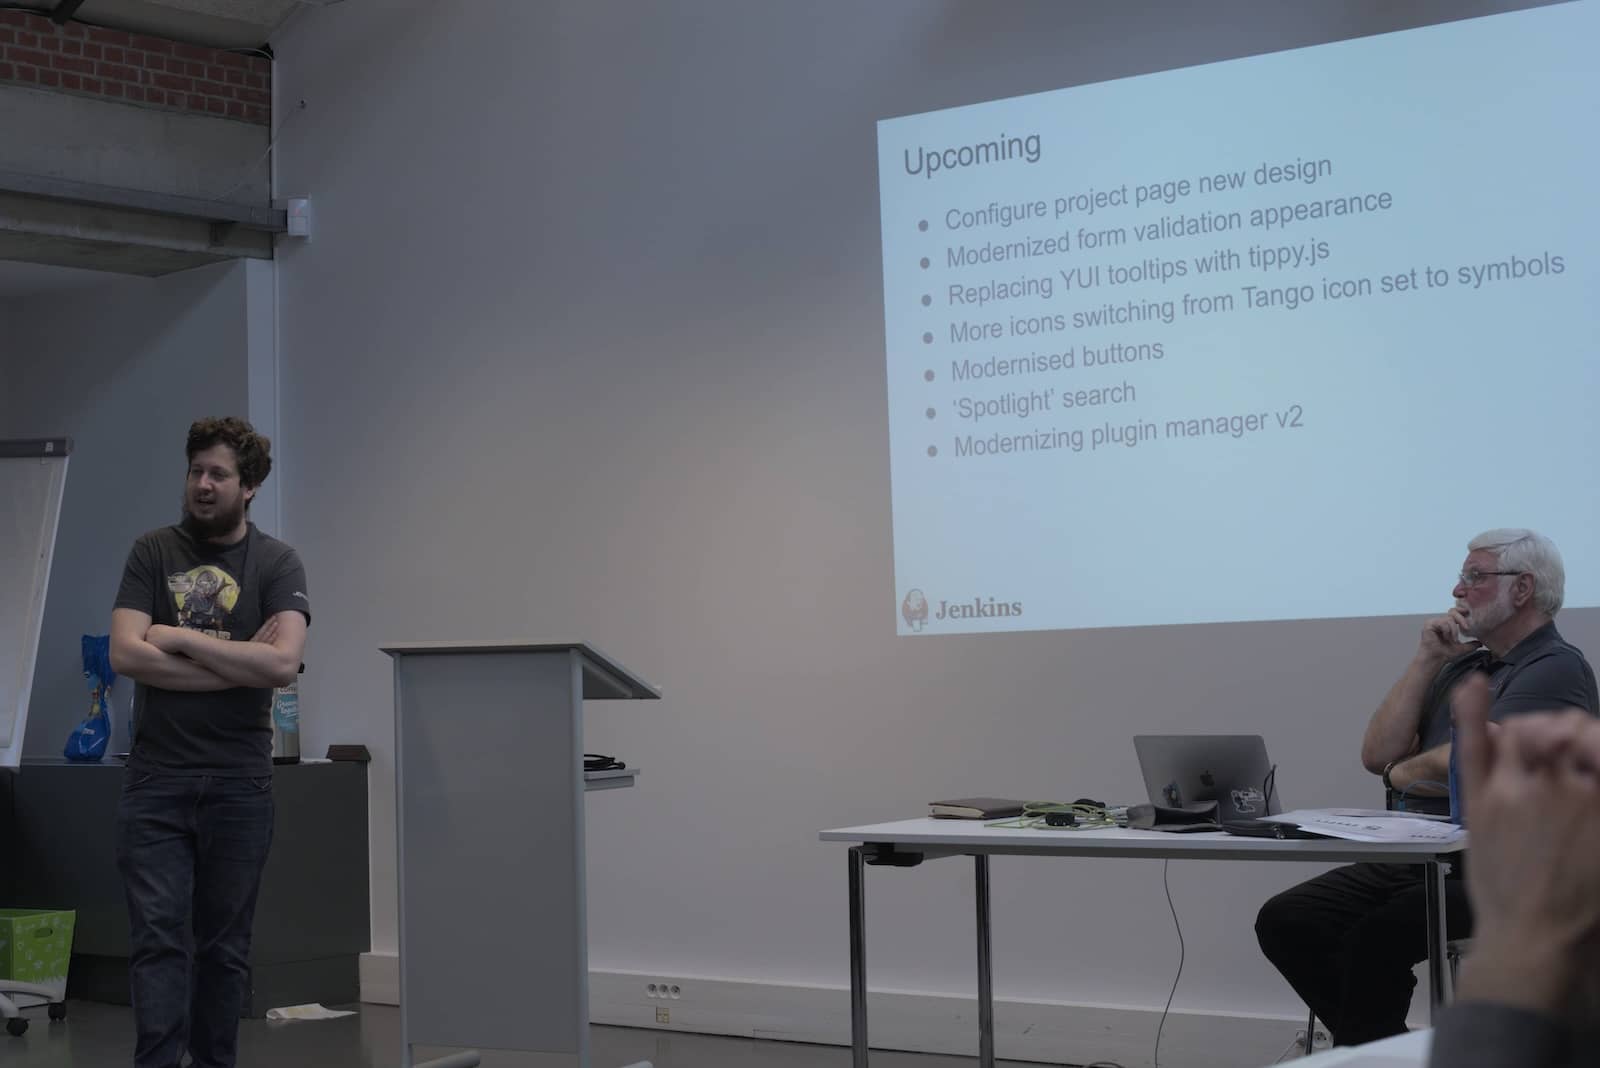 Upcoming
● Configure project page new design
● Modernized form validation appearance
● Replacing YUI tooltips with tippy.js
● More icons switching from Tango icon set to symbols
● Modernised buttons
● ‘Spotlight’ search
● Modernizing plugin manager v2
Jenkins